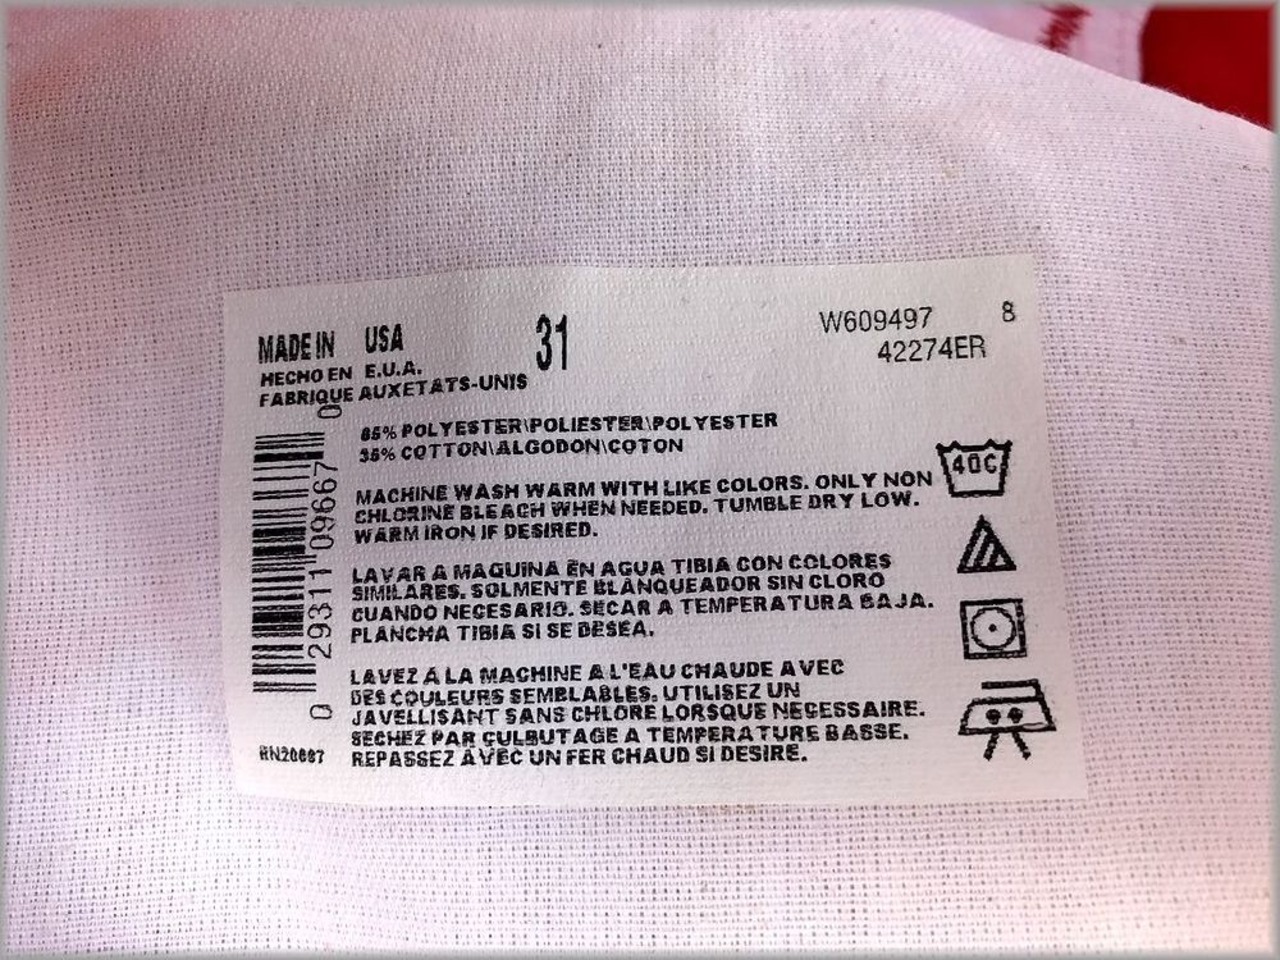 MADE IN USA
31
W609497 8
42274ER
HECHO EN E.U.A.
FABRIQUE AUXETATS-UNIS
65% POLYESTER\POLIESTER\POLYESTER
35% COTTON\ALGODON\COTON
MACHINE WASH WARM WITH LIKE COLORS. ONLY NON
CHLORINE BLEACH WHEN NEEDED. TUMBLE DRY LOW.
WARM IRON IF DESIRED.
40C
LAVAR A MAQUINA EN AGUA TIBIA CON COLORES
SIMILARES. SOLMENTE BLANQUEADOR SIN CLORO
CUANDO NECESARIO. SECAR A TEMPERATURA BAJA.
PLANCHA TIBIA SI SE DESEA.
LAVEZ A LA MACHINE A L'EAU CHAUDE AVEC
DES COULEURS SEMBLABLES. UTILISEZ UN
JAVELLISANT SANS CHLORE LORSQUE NECESSAIRE.
SECHEZ PAR CULBUTAGE A TEMPERATURE BASSE.
REPASSEZ AVEC UN FER CHAUD SI DESIRE.
0 29311 09667 0
RN20697